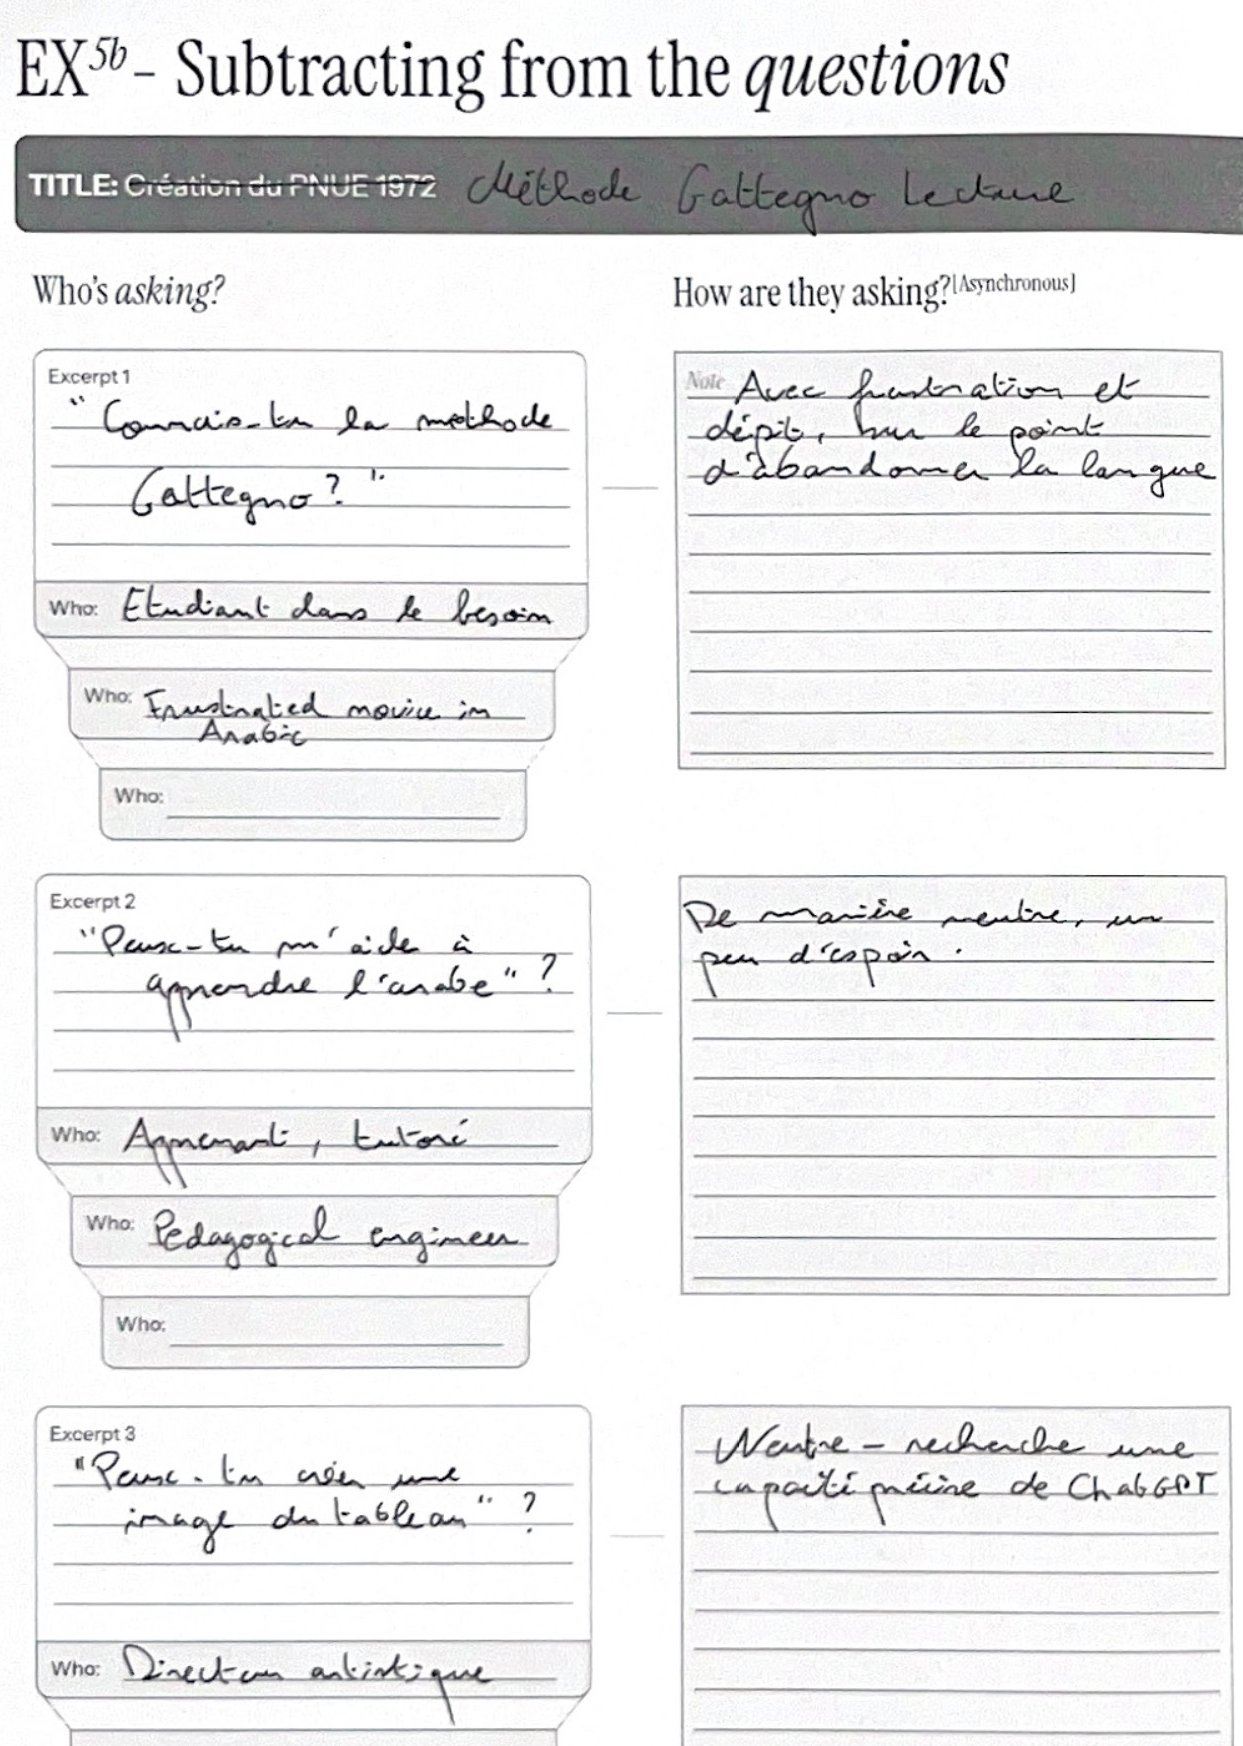 EX5b - Subtracting from the questions
TITLE: Création du PNUE 1972 Méthode Gattegno Lecture
Who's asking?
How are they asking?[Asynchronous]
Excerpt 1
"Connais-tu la méthode
Gattegno?".
Who: Etudiant dans le besoin
Who: Frustrated novice in
Arabic
Who:
Note Avec frustration et
dépit, sur le point
d'abandonner la langue
Excerpt 2
"Peux-tu m'aider à
apprendre l'arabe" ?
Who: Apprenant, tutoré
Who: Pedagogical engineer
Who:
De manière neutre, un
peu d'espoir.
Excerpt 3
"Peux-tu créer une
image du tableau" ?
Who: Directeur artistique
Neutre - recherche une
capacité précise de ChatGPT